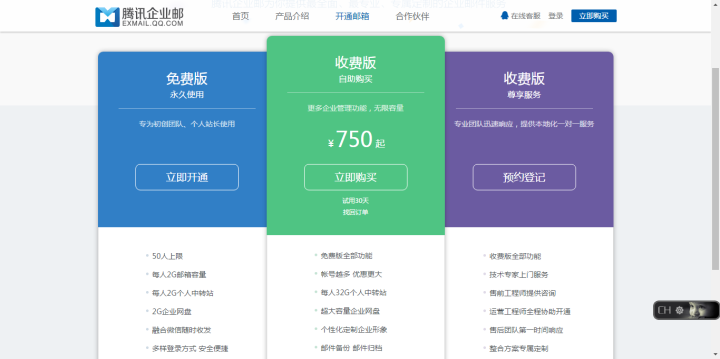 腾讯企业邮
EXMAIL.QQ.COM
首页
产品介绍
开通邮箱
合作伙伴
在线客服
登录
立即购买
免费版
永久使用
专为初创团队、个人站长使用
立即开通
50人上限
每人2G邮箱容量
每人2G个人中转站
2G企业网盘
融合微信随时收发
多样登录方式 安全便捷
收费版
自助购买
更多企业管理功能，无限容量
¥750起
立即购买
试用30天
找回订单
免费版全部功能
帐号越多 优惠更大
每人32G个人中转站
超大容量企业网盘
个性化定制企业形象
邮件备份 邮件归档
收费版
尊享服务
专业团队迅速响应，提供本地化一对一服务
预约登记
收费版全部功能
技术专家上门服务
售前工程师提供咨询
运营工程师全程协助开通
售后团队第一时间响应
整合方案专属定制
CH